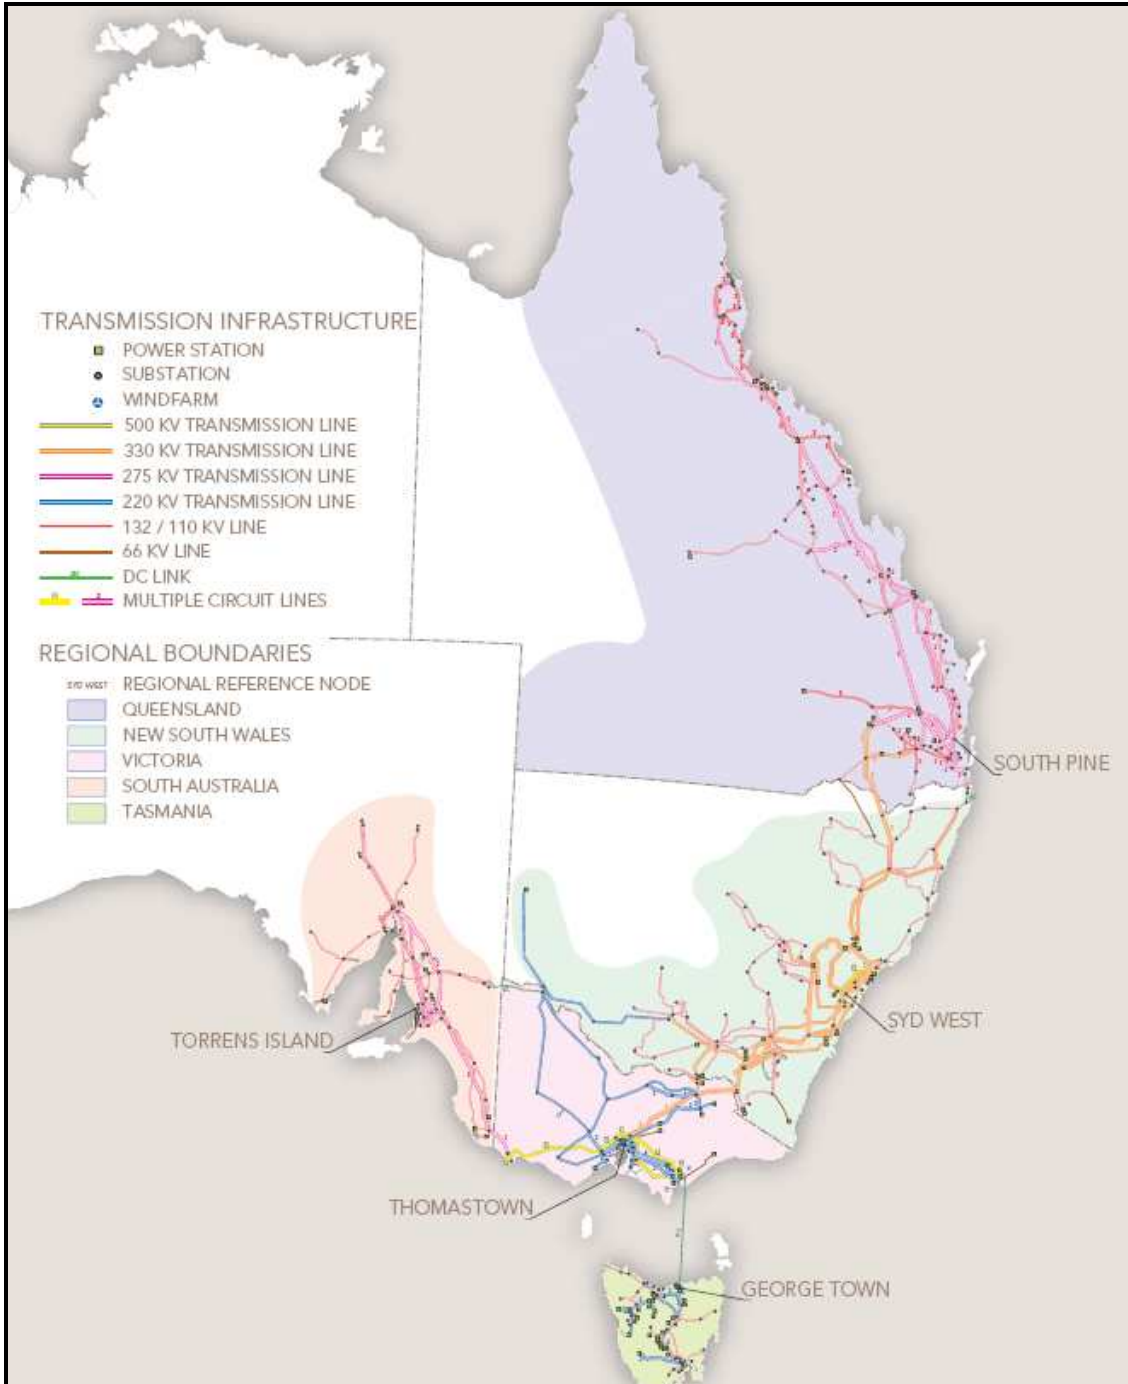 TRANSMISSION INFRASTRUCTURE
POWER STATION
SUBSTATION
WINDFARM
500 KV TRANSMISSION LINE
330 KV TRANSMISSION LINE
275 KV TRANSMISSION LINE
220 KV TRANSMISSION LINE
132 / 110 KV LINE
66 KV LINE
DC LINK
MULTIPLE CIRCUIT LINES
REGIONAL BOUNDARIES
SYD WEST REGIONAL REFERENCE NODE
QUEENSLAND
NEW SOUTH WALES
VICTORIA
SOUTH AUSTRALIA
TASMANIA
SOUTH PINE
SYD WEST
TORRENS ISLAND
THOMASTOWN
GEORGE TOWN